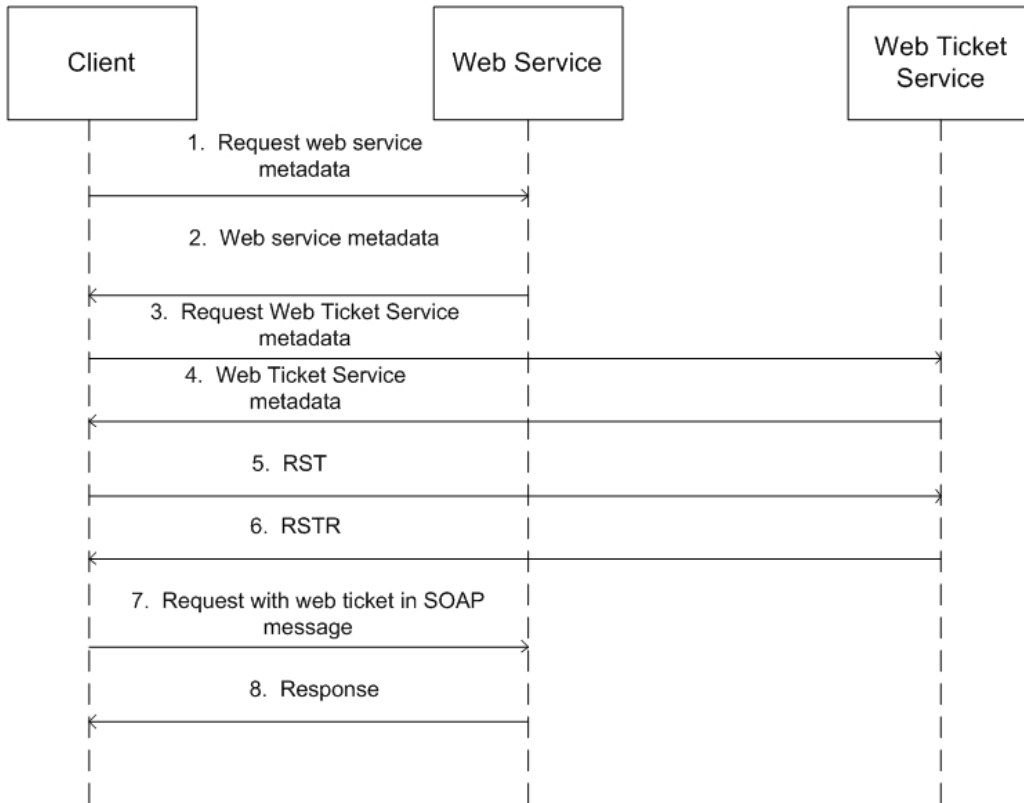 Client
Web Service
Web Ticket
Service
1. Request web service
metadata
2. Web service metadata
3. Request Web Ticket Service
metadata
4. Web Ticket Service
metadata
5. RST
6. RSTR
7. Request with web ticket in SOAP
message
8. Response